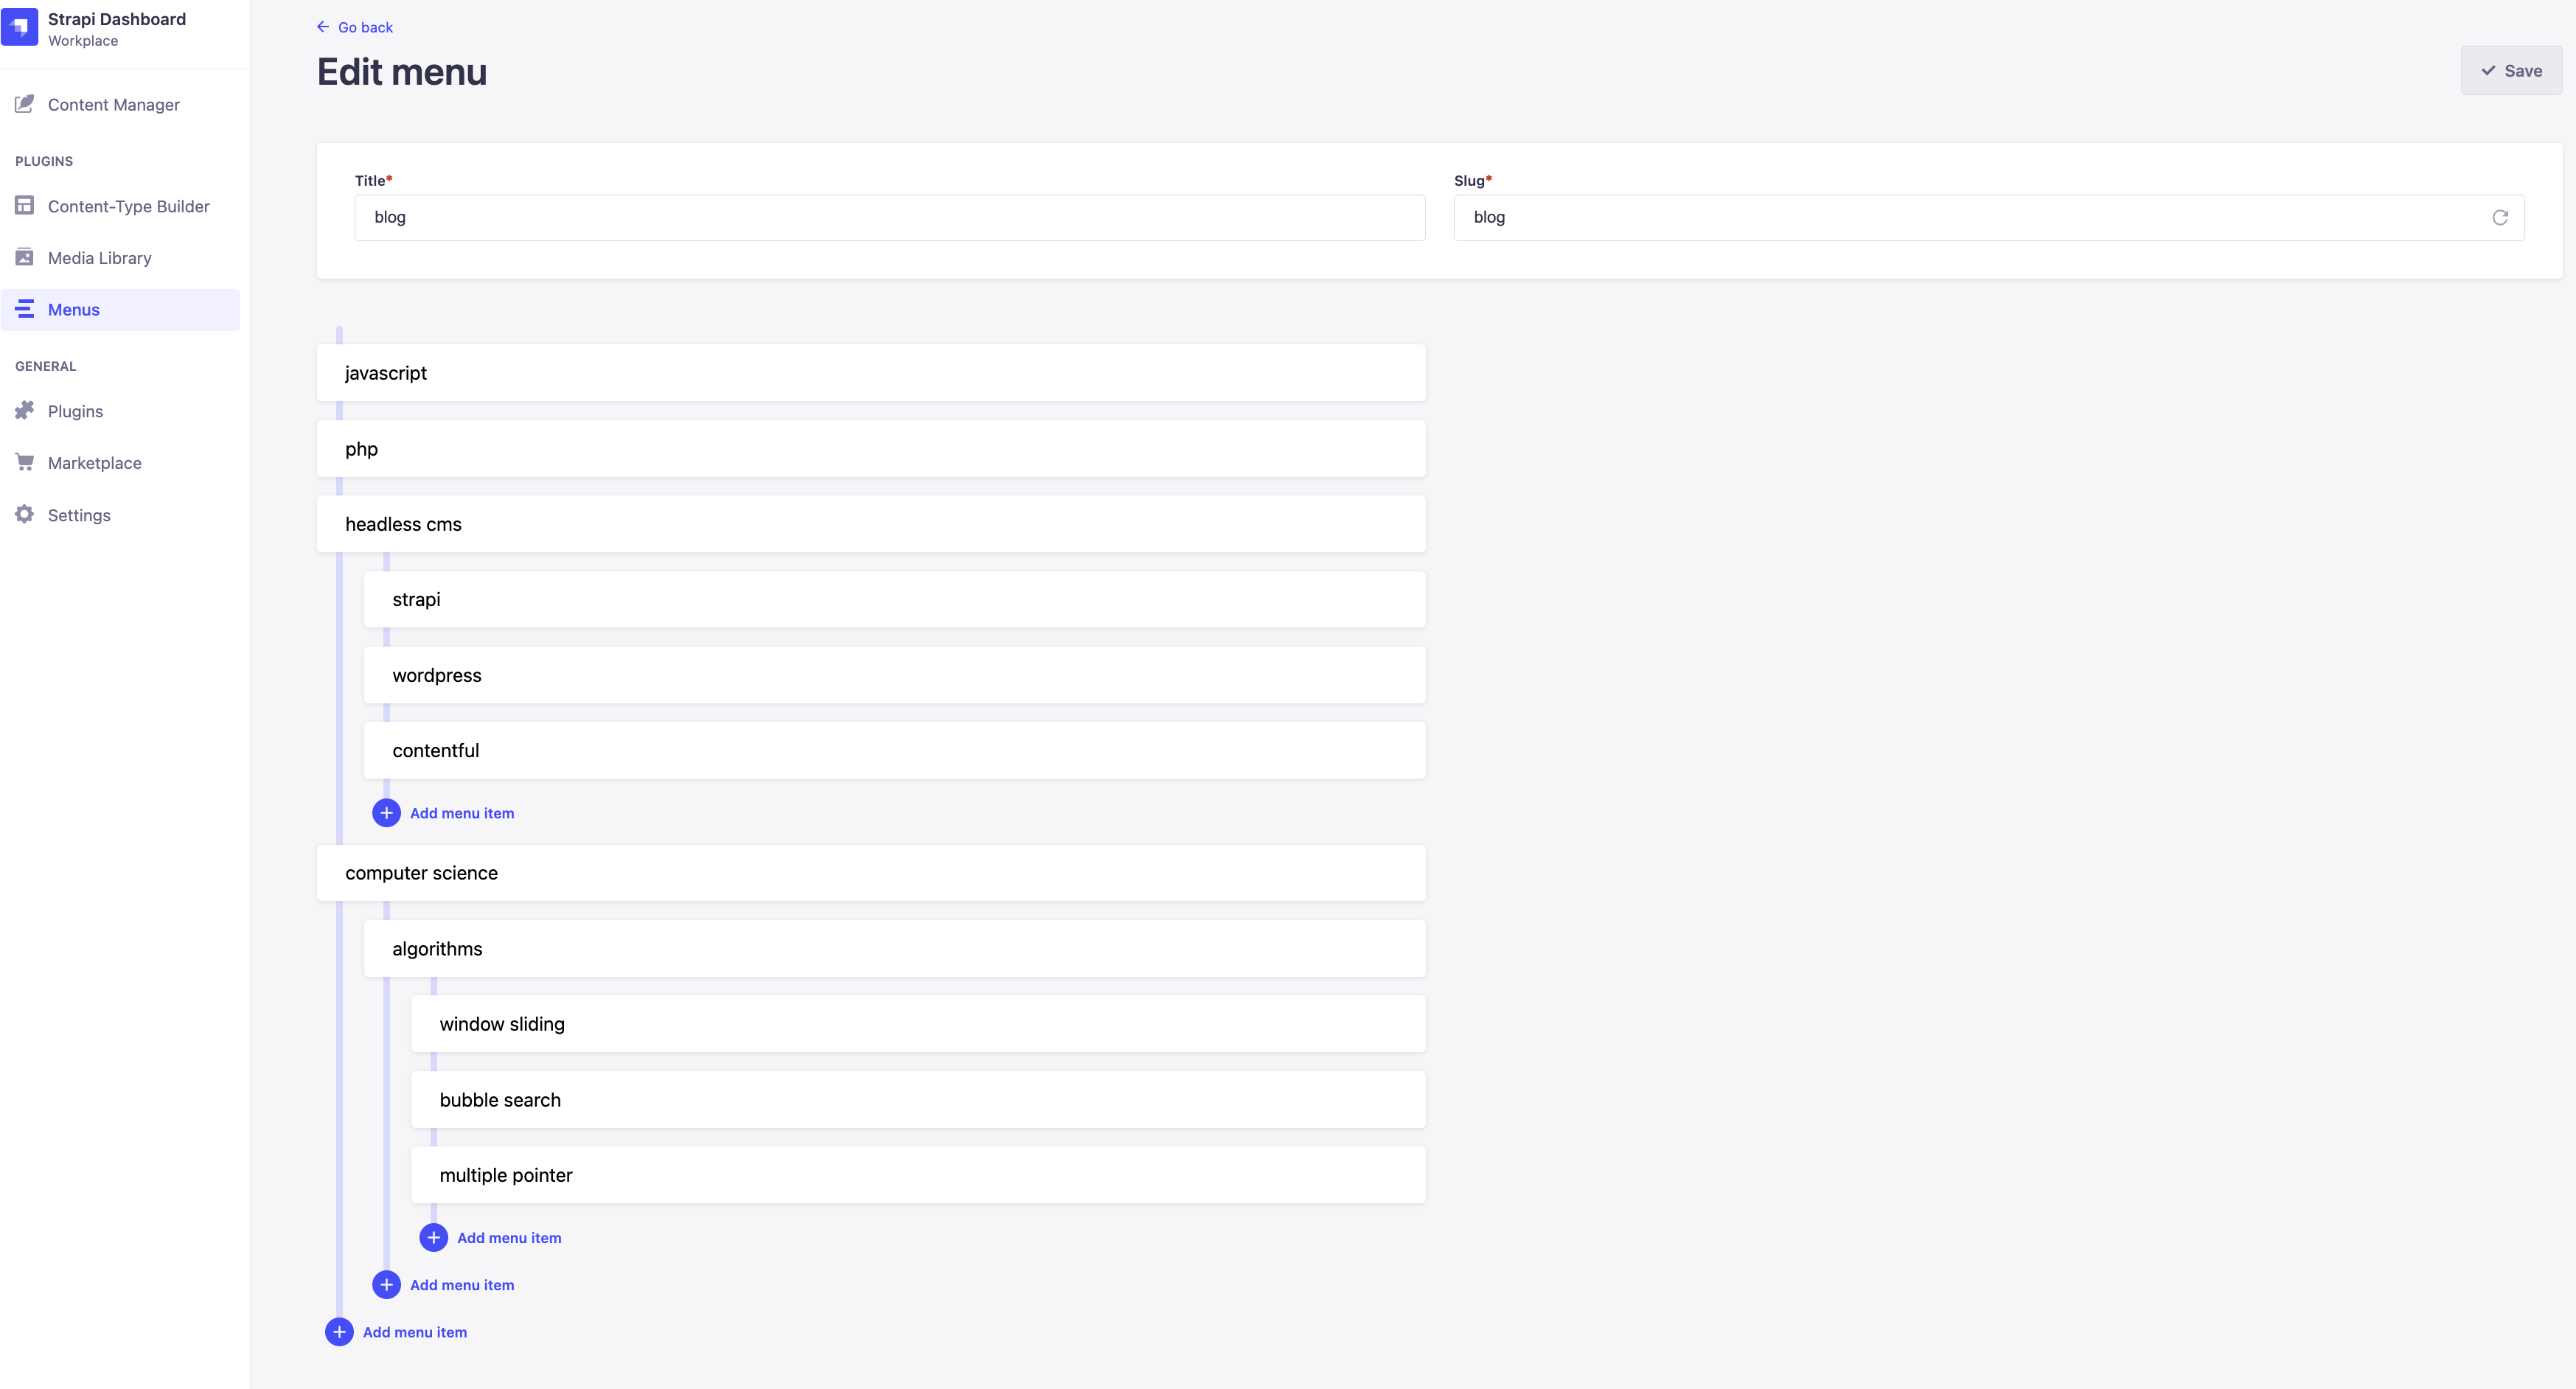 Strapi Dashboard
Workplace
Content Manager
PLUGINS
Content-Type Builder
Media Library
Menus
GENERAL
Plugins
Marketplace
Settings
Go back
Edit menu
Save
Title*
Slug*
blog
blog
javascript
php
headless cms
strapi
wordpress
contentful
Add menu item
computer science
algorithms
window sliding
bubble search
multiple pointer
Add menu item
Add menu item
Add menu item